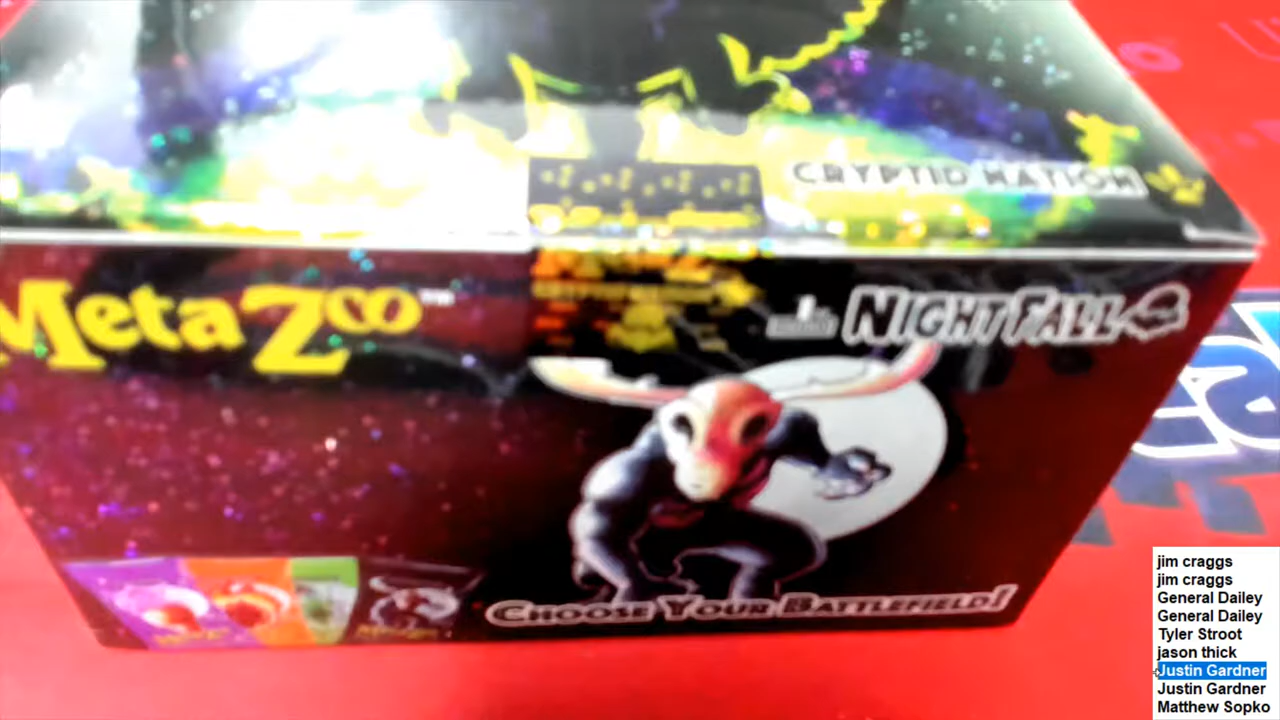 CRYPTID NATION
MetaZoo™
NIGHTFALL
CHOOSE YOUR BATTLEFIELD!
jim craggs
jim craggs
General Dailey
General Dailey
Tyler Stroot
jason thick
Justin Gardner
Justin Gardner
Matthew Sopko